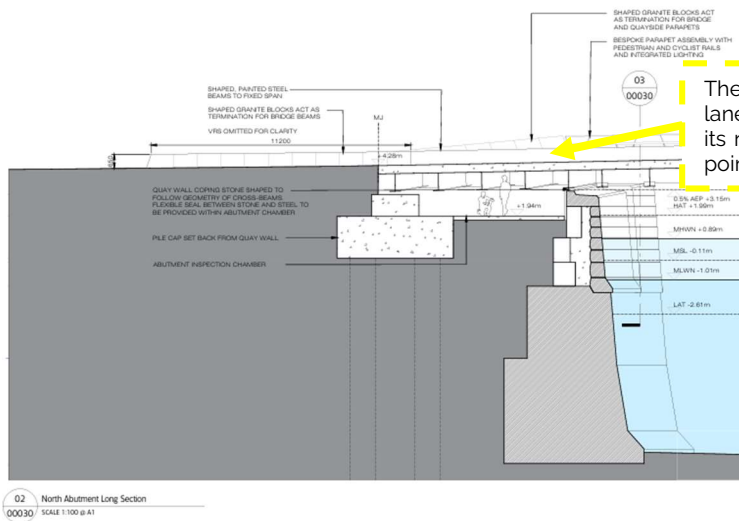 SHAPED GRANITE BLOCKS ACT
AS TERMINATION FOR BRIDGE
AND QUAYSIDE PARAPETS
BESPOKE PARAPET ASSEMBLY WITH
PEDESTRIAN AND CYCLIST RAILS
AND INTEGRATED LIGHTING
03
00030
The
lane
its
poin
SHAPED, PAINTED STEEL
BEAMS TO FIXED SPAN
SHAPED GRANITE BLOCKS ACT AS
TERMINATION FOR BRIDGE BEAMS
VRS OMITTED FOR CLARITY
MJ
11200
4.28m
QUAY WALL COPING STONE SHAPED TO
FOLLOW GEOMETRY OF CROSS-BEAMS.
FLEXIBLE SEAL BETWEEN STONE AND STEEL TO
BE PROVIDED WITHIN ABUTMENT CHAMBER
+1.94m
PILE CAP SET BACK FROM QUAY WALL
ABUTMENT INSPECTION CHAMBER
0.5% AEP +3.15m
HAT +1.99m
MHWN +0.89m
MSL -0.11m
MLWN -1.01m
LAT -2.61m
02 North Abutment Long Section
00030 SCALE 1:100 @ A1